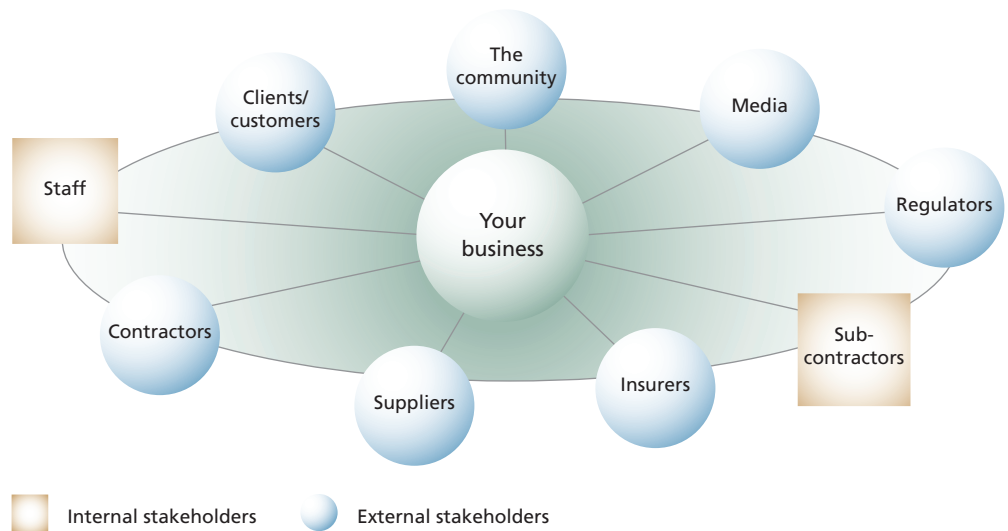 The
community
Clients/
customers
Media
Staff
Regulators
Your
business
Contractors
Sub-
contractors
Suppliers
Insurers
Internal stakeholders
External stakeholders